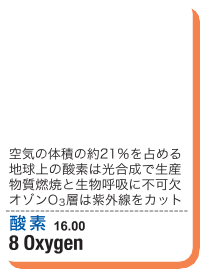 空気の体積の約21%を占める
地球上の酸素は光合成で生産
物質燃焼と生物呼吸に不可欠
オゾンO₃層は紫外線をカット
酸素 16.00
8 Oxygen